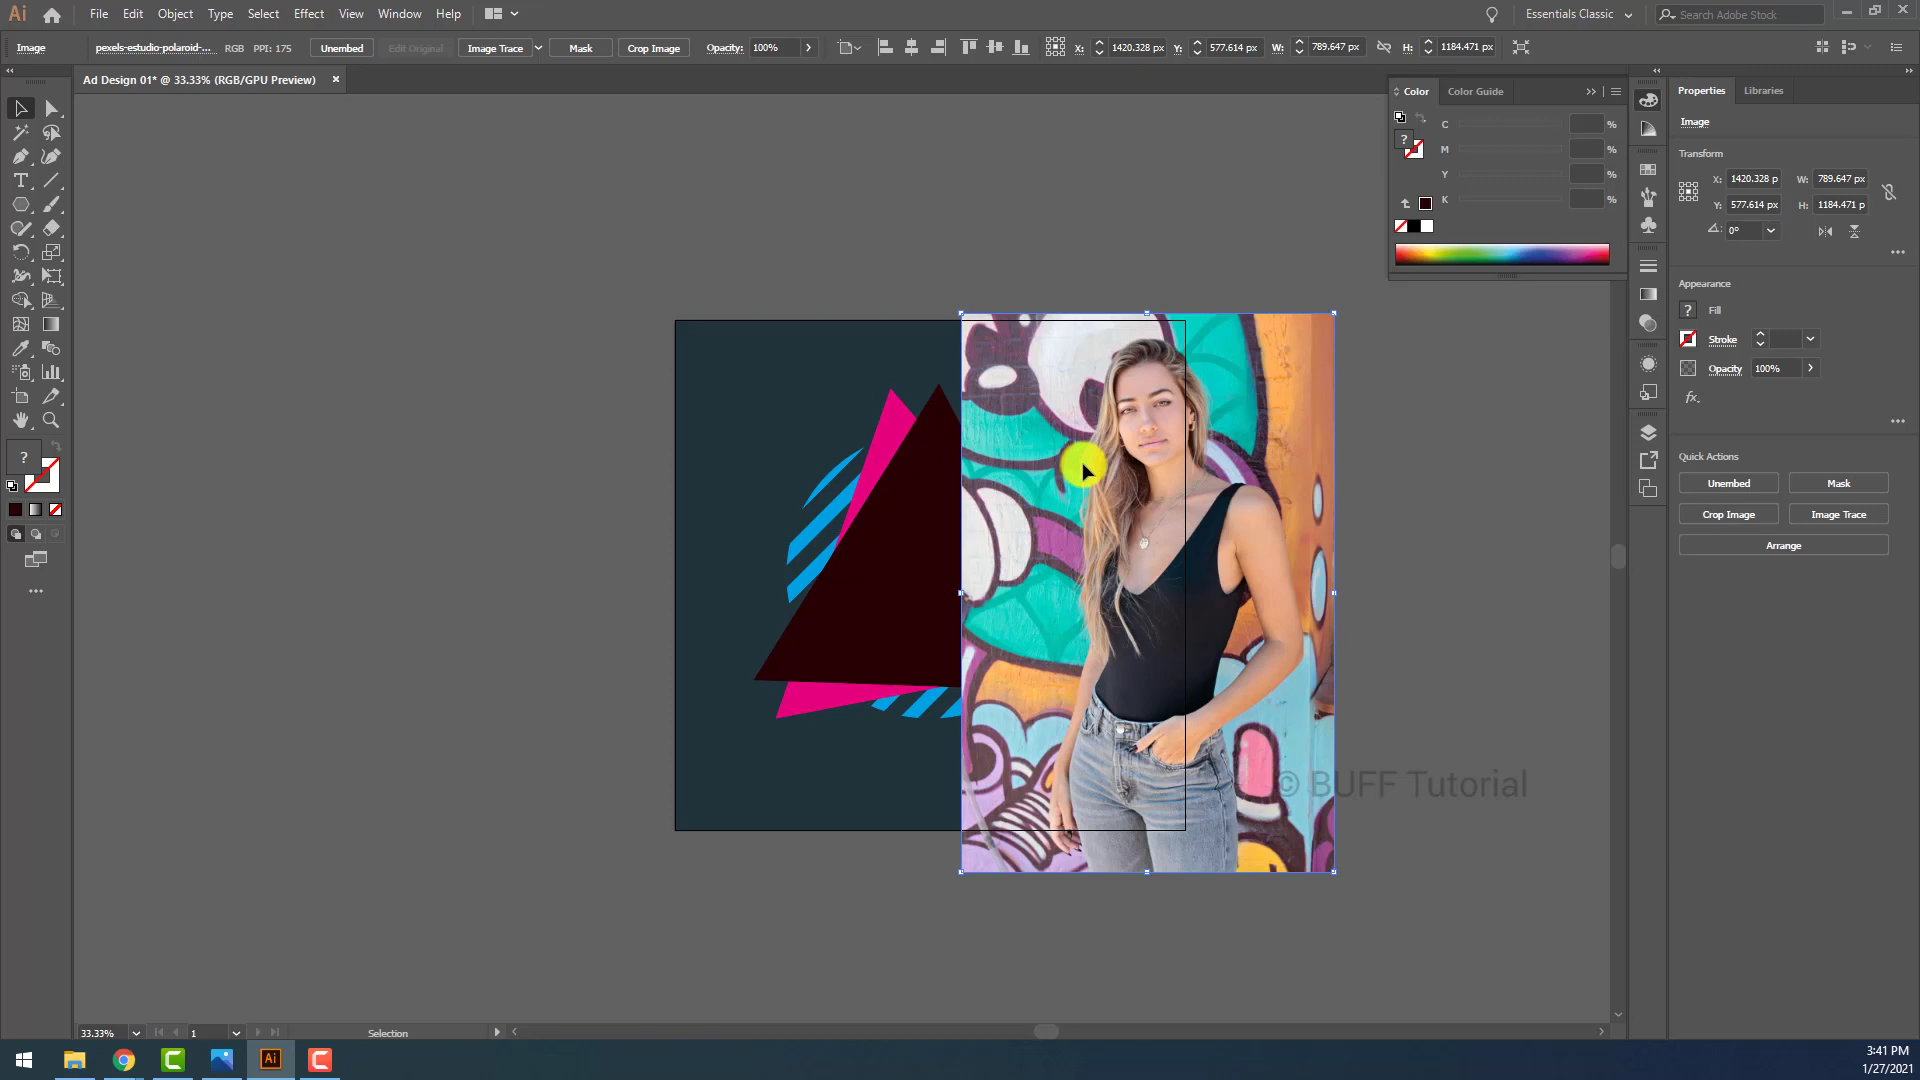 Ai File Edit Object Type Select Effect View Window Help Essentials Classic Search Adobe Stock
Image pexels-estudio-polaroid-... RGB PPI: 175 Unembed Edit Original Image Trace Mask Crop Image Opacity: 100% X: 1420.328 px Y: 577.614 px W: 789.647 px H: 1184.471 px
Ad Design 01* @ 33.33% (RGB/GPU Preview) ×
Color Color Guide
C %
M %
Y %
K %
?
Properties Libraries
Image
Transform
X: 1420.328 p W: 789.647 px
Y: 577.614 px H: 1184.471 p
0°
Appearance
? Fill
Stroke
Opacity 100%
fx.
Quick Actions
Unembed Mask
Crop Image Image Trace
Arrange
?
© BUFF Tutorial
33.33% 1 Selection
Ai
3:41 PM
1/27/2021